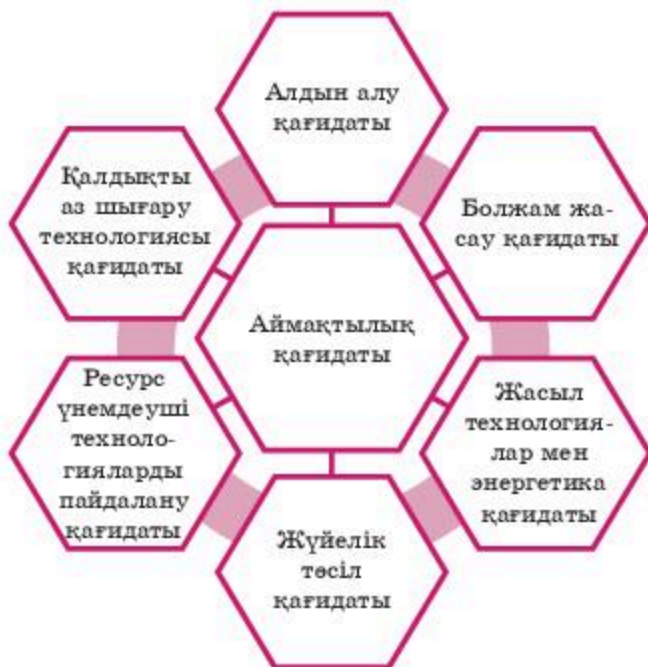 Алдын алу
қағидаты
Қалдықты
аз шығару
технологиясы
қағидаты
Болжам жа-
сау қағидаты
Аймақтылық
қағидаты
Ресурс
үнемдеуші
техноло-
гияларды
пайдалану
қағидаты
Жасыл
технология-
лар мен
энергетика
қағидаты
Жүйелік
тәсіл
қағидаты